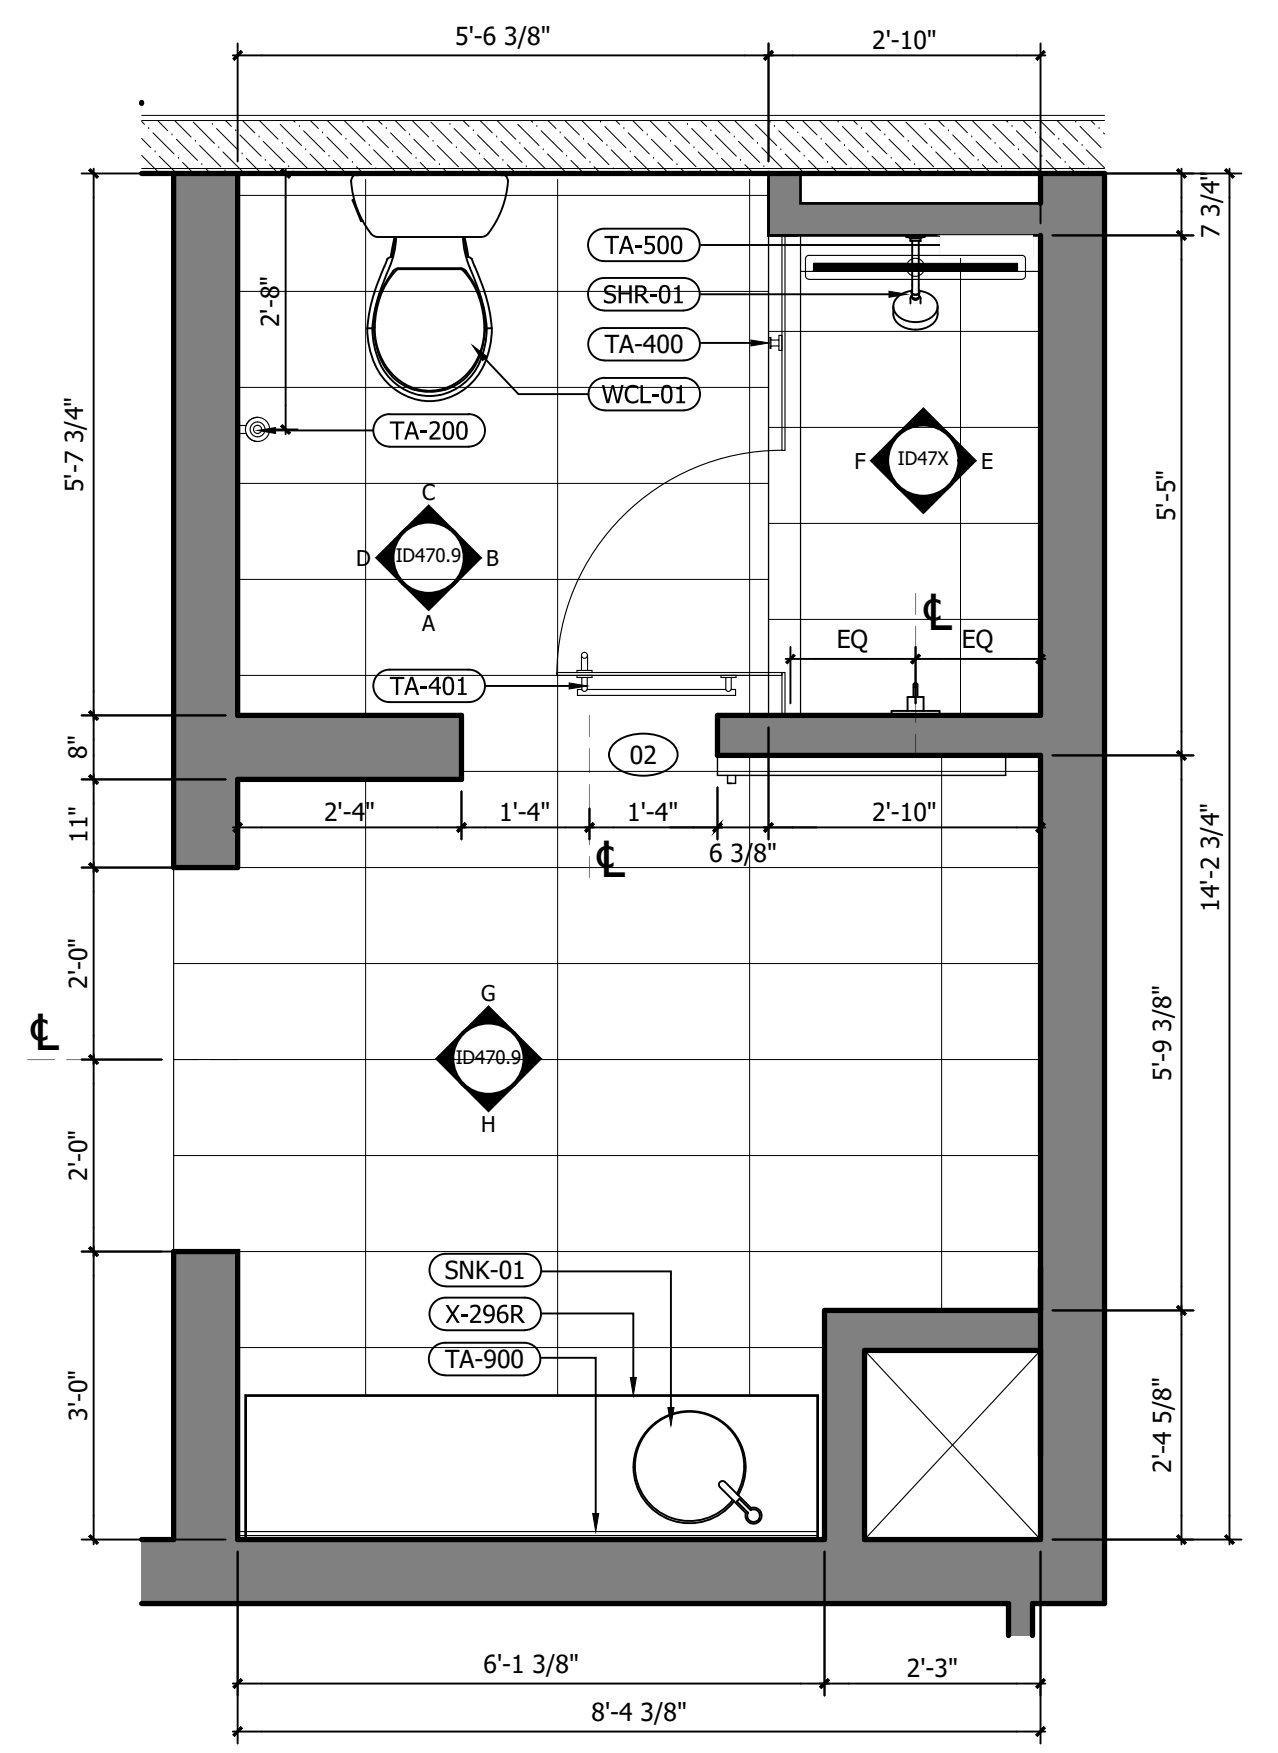 5'-6 3/8"
2'-10"
7 3/4"
2'-8"
TA-500
SHR-01
TA-400
WCL-01
TA-200
5'-7 3/4"
F
ID47X
E
5'-5"
C
D
ID470.9
B
A
℄
EQ
EQ
TA-401
8"
02
11"
2'-4"
1'-4"
1'-4"
2'-10"
6 3/8"
℄
14'-2 3/4"
2'-0"
G
℄
ID470.9
5'-9 3/8"
H
2'-0"
SNK-01
X-296R
TA-900
3'-0"
2'-4 5/8"
6'-1 3/8"
2'-3"
8'-4 3/8"